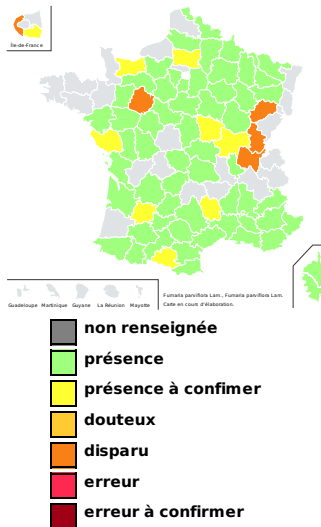 Île-de-France
Guadeloupe Martinique Guyane La Réunion Mayotte
Fumaria parviflora Lam., Fumaria parviflora Lam.
Carte en cours d'élaboration.
non renseignée
présence
présence à confimer
douteux
disparu
erreur
erreur à confirmer